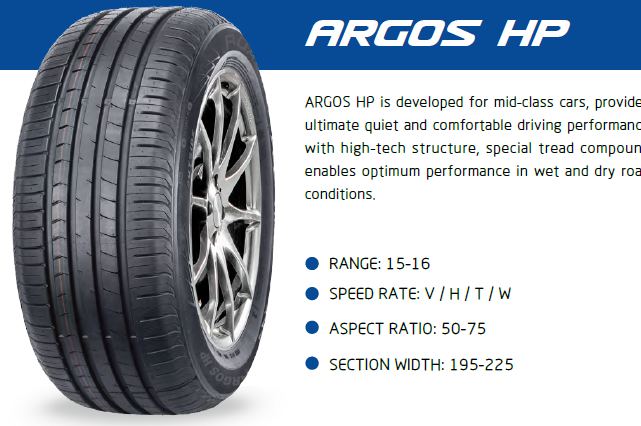 ARGOS HP
ARGOS HP is developed for mid-class cars, provide
ultimate quiet and comfortable driving performanc
with high-tech structure, special tread compoun
enables optimum performance in wet and dry roa
conditions.
RANGE: 15-16
SPEED RATE: V / H / T / W
ASPECT RATIO: 50-75
SECTION WIDTH: 195-225
ARGOS HP